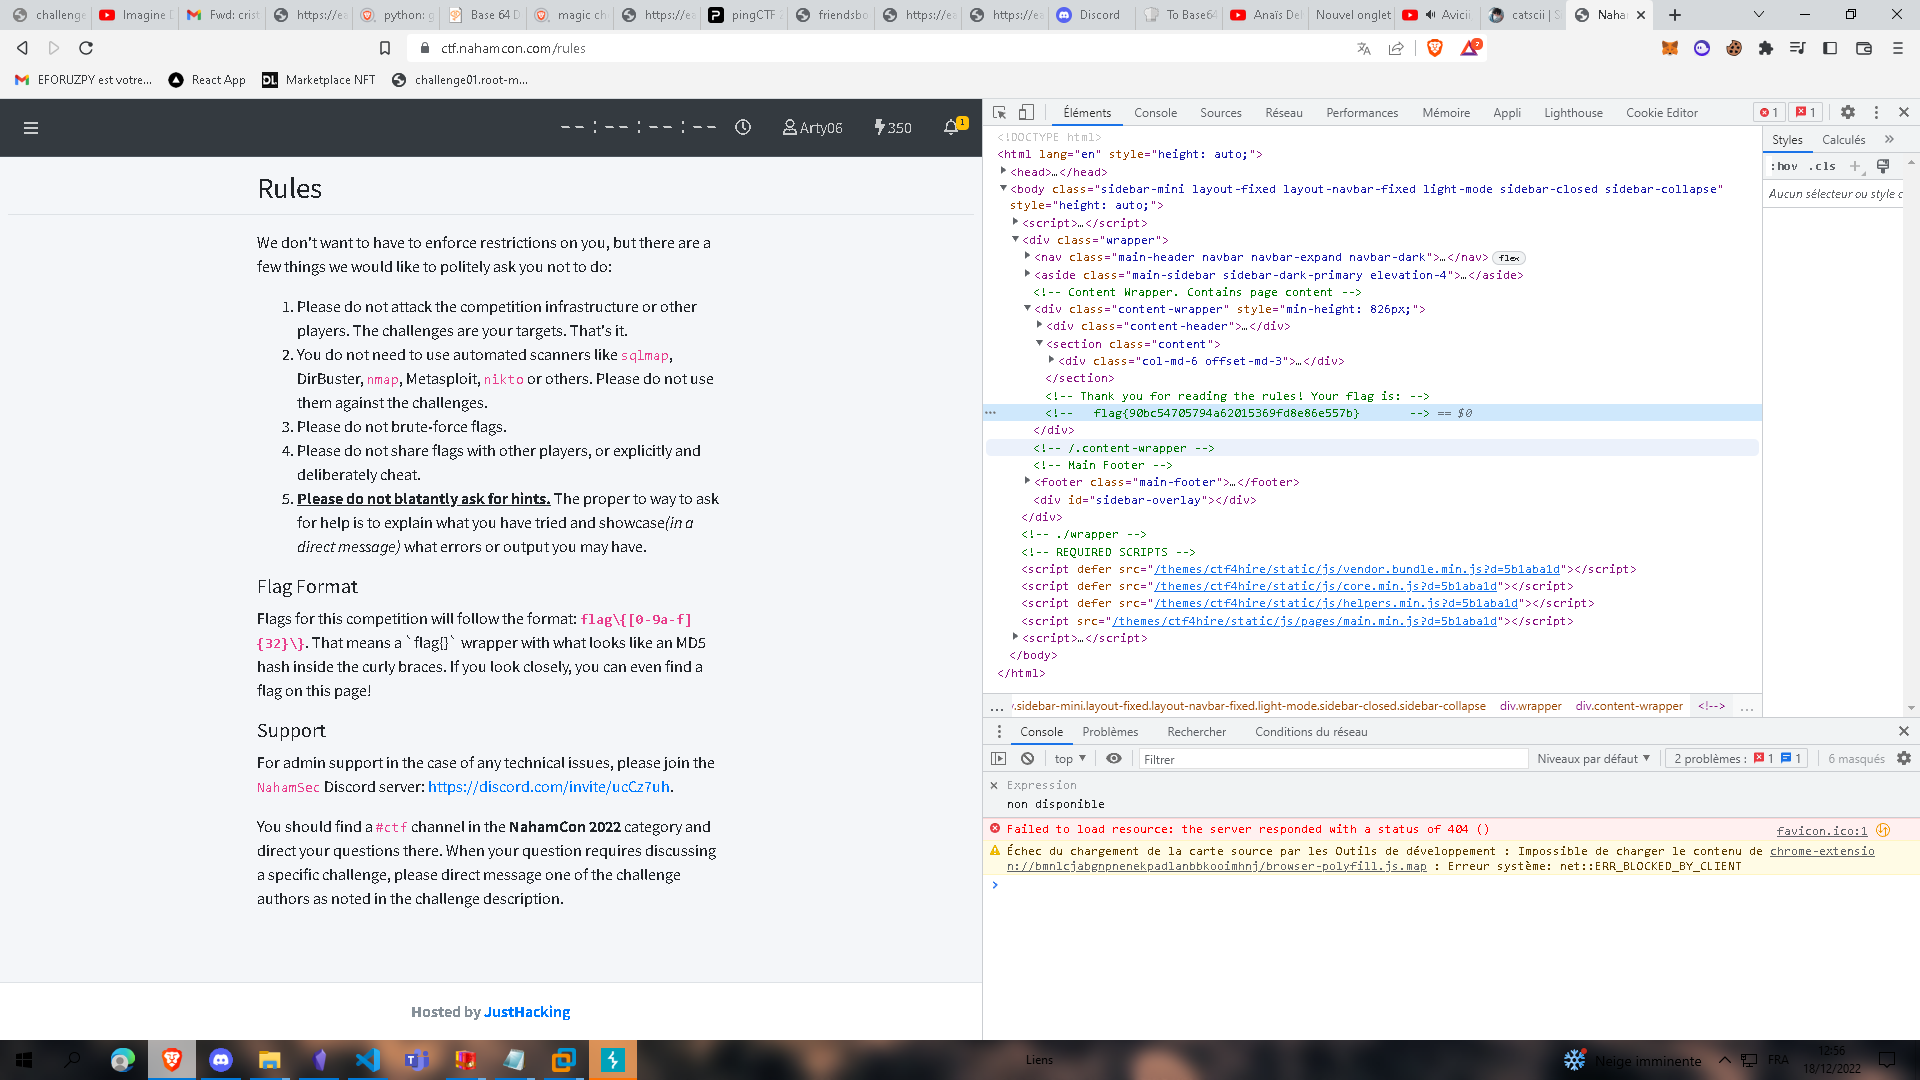 challenge
Imagine D
Fwd: crist
https://ea
python: g
Base 64 D
magic ch
https://ea
pingCTF 2
friendsbo
https://ea
https://ea
Discord
To Base64
Anaïs Del
Nouvel onglet
Avicii
catscii | S
Naha
ctf.nahamcon.com/rules
EFORUZPY est votre...
React App
Marketplace NFT
challenge01.root-m...
-- : -- : -- : --
Arty06
350
1
Rules
We don't want to have to enforce restrictions on you, but there are a
few things we would like to politely ask you not to do:
1. Please do not attack the competition infrastructure or other
players. The challenges are your targets. That's it.
2. You do not need to use automated scanners like sqlmap,
DirBuster, nmap, Metasploit, nikto or others. Please do not use
them against the challenges.
3. Please do not brute-force flags.
4. Please do not share flags with other players, or explicitly and
deliberately cheat.
5. Please do not blatantly ask for hints. The proper to way to ask
for help is to explain what you have tried and showcase(in a
direct message) what errors or output you may have.
Flag Format
Flags for this competition will follow the format: flag\{[0-9a-f]
{32}\}. That means a `flag{}` wrapper with what looks like an MD5
hash inside the curly braces. If you look closely, you can even find a
flag on this page!
Support
For admin support in the case of any technical issues, please join the
NahamSec Discord server: https://discord.com/invite/ucCz7uh.
You should find a #ctf channel in the NahamCon 2022 category and
direct your questions there. When your question requires discussing
a specific challenge, please direct message one of the challenge
authors as noted in the challenge description.
Hosted by JustHacking
Éléments Console Sources Réseau Performances Mémoire Appli Lighthouse Cookie Editor 1 1
<!DOCTYPE html>
<html lang="en" style="height: auto;">
<head>…</head>
<body class="sidebar-mini layout-fixed layout-navbar-fixed light-mode sidebar-closed sidebar-collapse"
style="height: auto;">
<script>…</script>
<div class="wrapper">
<nav class="main-header navbar navbar-expand navbar-dark">…</nav> flex
<aside class="main-sidebar sidebar-dark-primary elevation-4">…</aside>
<!-- Content Wrapper. Contains page content -->
<div class="content-wrapper" style="min-height: 826px;">
<div class="content-header">…</div>
<section class="content">
<div class="col-md-6 offset-md-3">…</div>
</section>
<!-- Thank you for reading the rules! Your flag is: -->
<!-- flag{90bc54705794a62015369fd8e86e557b} --> == $0
</div>
<!-- /.content-wrapper -->
<!-- Main Footer -->
<footer class="main-footer">…</footer>
<div id="sidebar-overlay"></div>
</div>
<!-- ./wrapper -->
<!-- REQUIRED SCRIPTS -->
<script defer src="/themes/ctf4hire/static/js/vendor.bundle.min.js?d=5b1aba1d"></script>
<script defer src="/themes/ctf4hire/static/js/core.min.js?d=5b1aba1d"></script>
<script defer src="/themes/ctf4hire/static/js/helpers.min.js?d=5b1aba1d"></script>
<script src="/themes/ctf4hire/static/js/pages/main.min.js?d=5b1aba1d"></script>
<script>…</script>
</body>
</html>
Styles Calculés »
:hov .cls
Aucun sélecteur ou style c
... .sidebar-mini.layout-fixed.layout-navbar-fixed.light-mode.sidebar-closed.sidebar-collapse div.wrapper div.content-wrapper <!--> ...
Console Problèmes Rechercher Conditions du réseau
top Filtrer Niveaux par défaut 2 problèmes : 1 1 6 masqués
Expression
non disponible
Failed to load resource: the server responded with a status of 404 () favicon.ico:1
Échec du chargement de la carte source par les Outils de développement : Impossible de charger le contenu de chrome-extensio
n://bmnlcjabgnpnenekpadlanbbkooimhnj/browser-polyfill.js.map : Erreur système: net::ERR_BLOCKED_BY_CLIENT
Liens
Neige imminente
FRA
12:56
18/12/2022